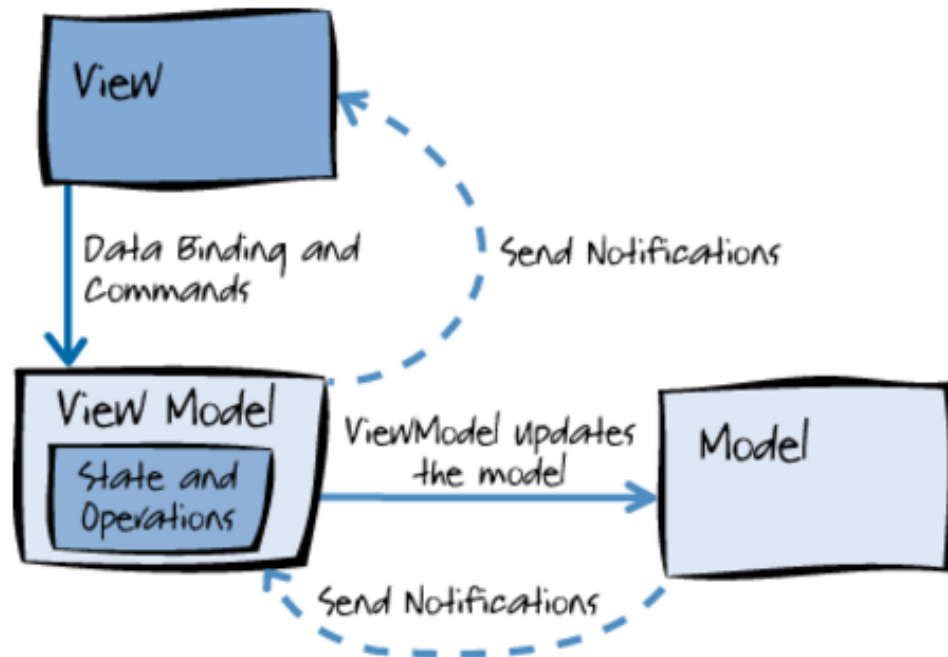 View
Data Binding and
Commands
Send Notifications
View Model
State and
Operations
ViewModel updates
the model
Model
Send Notifications